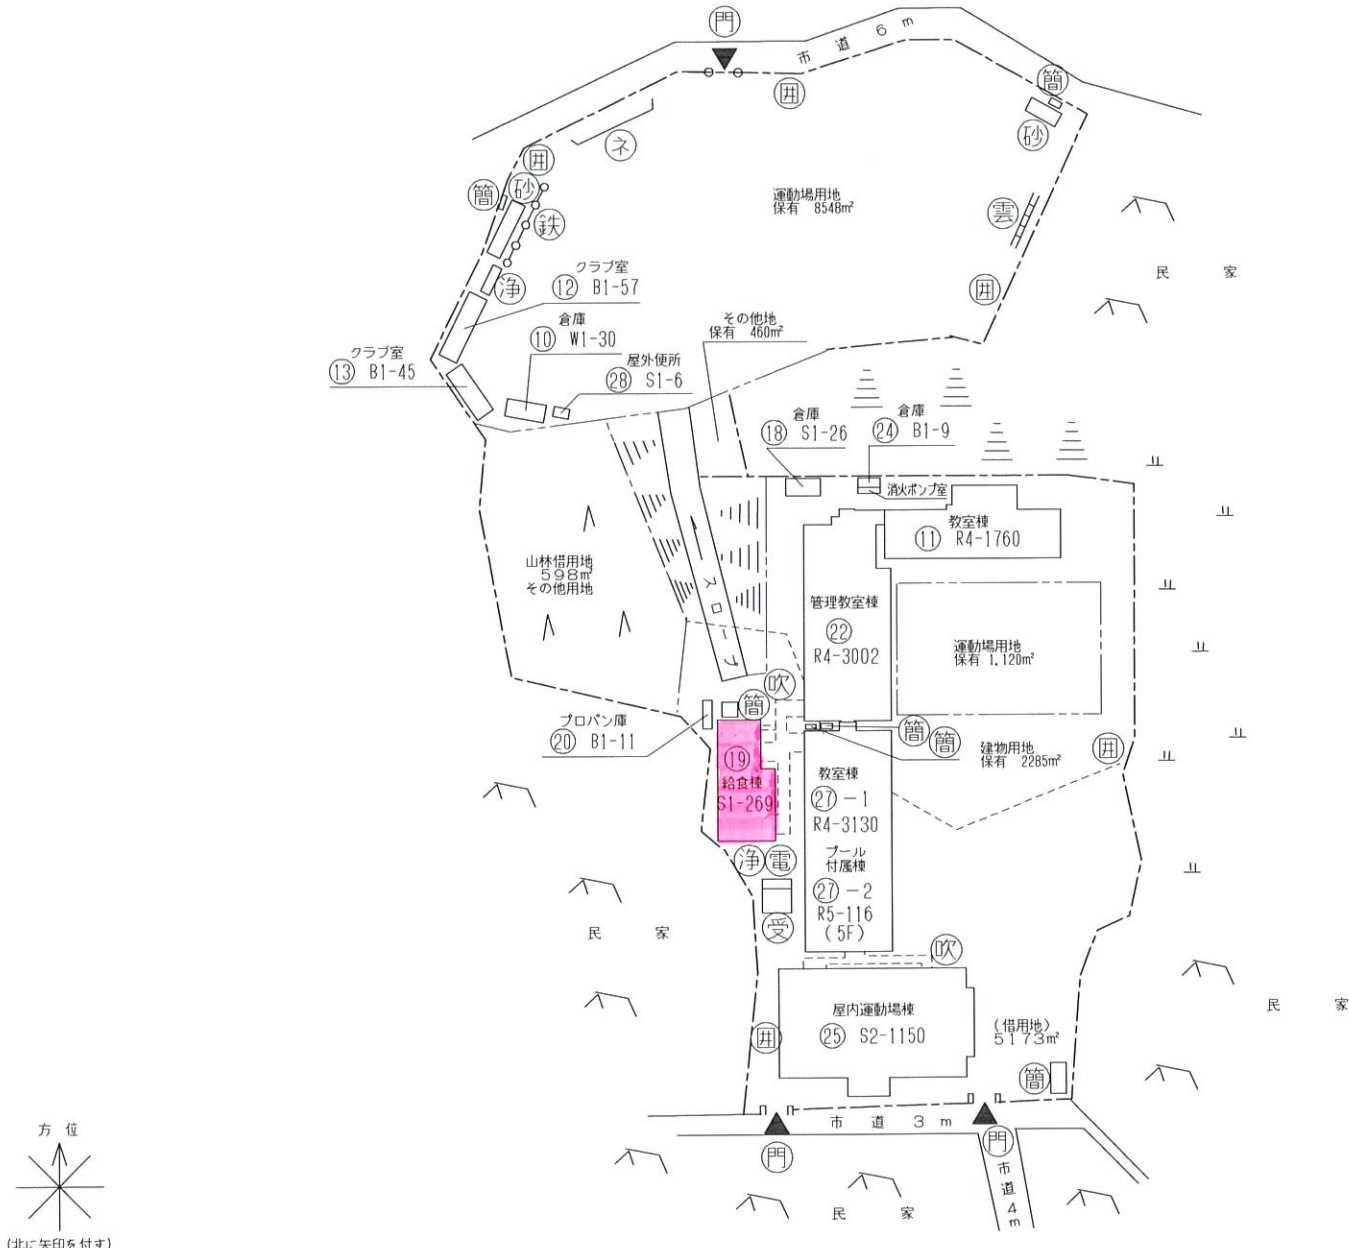 門
市道 6m
囲
簡
砂
ネ
囲
簡
砂
鉄
浄
運動場用地
保有 8548㎡
雲
囲
民 家
クラブ室
⑫ B1-57
倉庫
⑩ W1-30
屋外便所
㉘ S1-6
クラブ室
⑬ B1-45
その他地
保有 460㎡
倉庫
⑱ S1-26
倉庫
㉔ B1-9
消火ポンプ室
教室棟
⑪ R4-1760
山林借用地
598㎡
その他用地
スロープ
管理教室棟
㉒
R4-3002
運動場用地
保有 1.120㎡
吹
簡
プロパン庫
⑳ B1-11
簡
簡
建物用地
保有 2285㎡
囲
⑲
給食棟
S1-269
教室棟
㉗-1
R4-3130
プール
付属棟
㉗-2
R5-116
(5F)
浄
電
受
民 家
吹
屋内運動場棟
㉕ S2-1150
囲
(借用地)
5173㎡
簡
民 家
市道 3m
門
門
市道4m
民 家
方位
(北に矢印を付す)